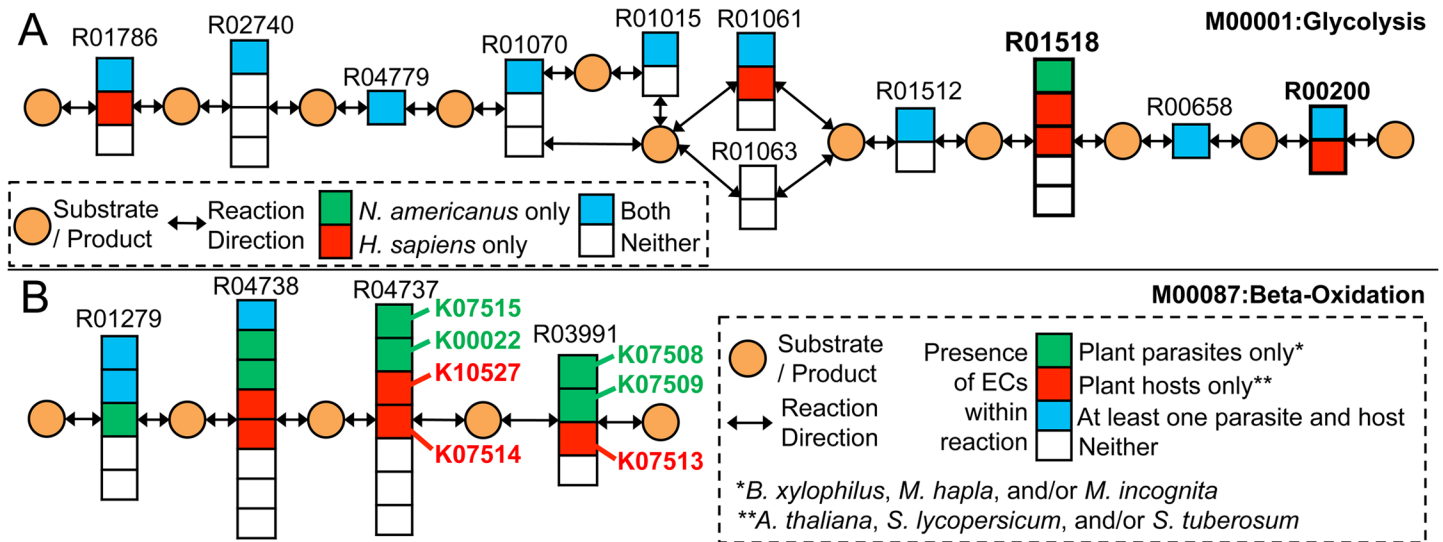 A
M00001:Glycolysis
R01786
R02740
R04779
R01070
R01015
R01061
R01063
R01512
R01518
R00658
R00200
Substrate
/ Product
Reaction
Direction
N. americanus only
H. sapiens only
Both
Neither
B
M00087:Beta-Oxidation
R01279
R04738
R04737
K07515
K00022
K10527
K07514
R03991
K07508
K07509
K07513
Substrate
/ Product
Reaction
Direction
Presence
of ECs
within
reaction
Plant parasites only*
Plant hosts only**
At least one parasite and host
Neither
*B. xylophilus, M. hapla, and/or M. incognita
**A. thaliana, S. lycopersicum, and/or S. tuberosum